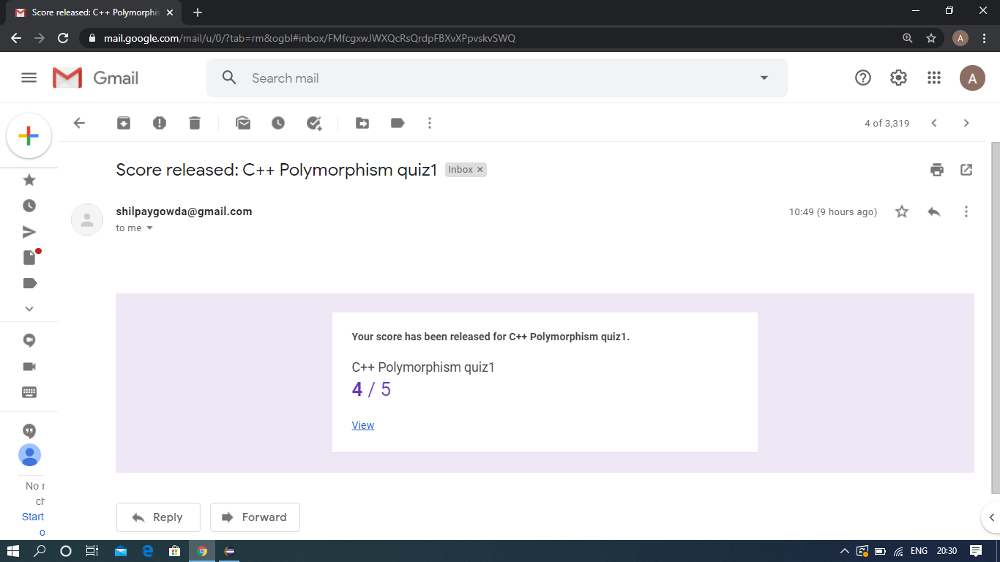 Score released: C++ Polymorphis
mail.google.com/mail/u/0/?tab=rm&ogbl#inbox/FMfcgxwJWXQcRsQrdpFBXvXPpvskvSWQ
A
Gmail
Search mail
A
4 of 3,319
Score released: C++ Polymorphism quiz1
Inbox
shilpaygowda@gmail.com
10:49 (9 hours ago)
to me
Your score has been released for C++ Polymorphism quiz1.
C++ Polymorphism quiz1
4 / 5
View
No r
ch
Start
o
Reply
Forward
ENG
20:30